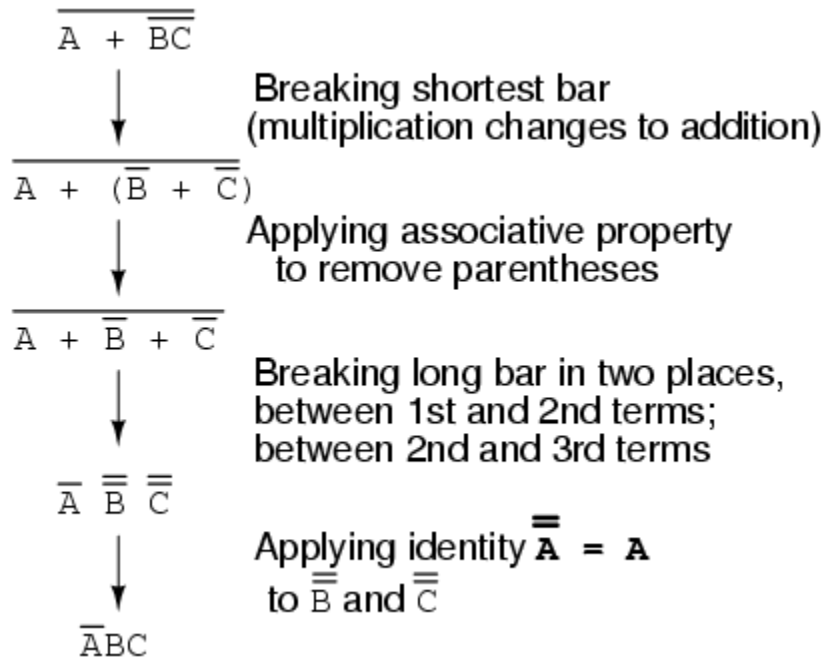 A̅ ̅+̅ ̅B̿C̿
Breaking shortest bar
(multiplication changes to addition)
A̅ ̅+̅ ̅(̅B̿ ̅+̅ ̅C̿)
Applying associative property
to remove parentheses
A̅ ̅+̅ ̅B̿ ̅+̅ ̅C̿
Breaking long bar in two places,
between 1st and 2nd terms;
between 2nd and 3rd terms
A̅ B̿ C̿
Applying identity A̿ = A
to B̿ and C̿
A̅BC